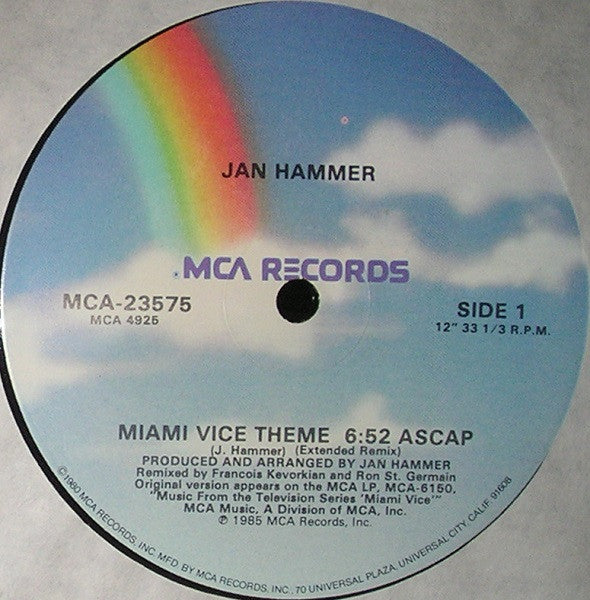 JAN HAMMER
MCA RECORDS
MCA-23575
MCA 4925
SIDE 1
12" 33 1/3 R.P.M.
MIAMI VICE THEME 6:52 ASCAP
(J. Hammer) (Extended Remix)
PRODUCED AND ARRANGED BY JAN HAMMER
Remixed by Francois Kevorkian and Ron St. Germain
Original version appears on the MCA LP, MCA-6150,
"Music From the Television Series 'Miami Vice'"
MCA Music, A Division of MCA, Inc.
℗ 1985 MCA Records, Inc.
©1980 MCA RECORDS, INC. MFD. BY MCA RECORDS, INC., 70 UNIVERSAL PLAZA, UNIVERSAL CITY, CALIF. 91608